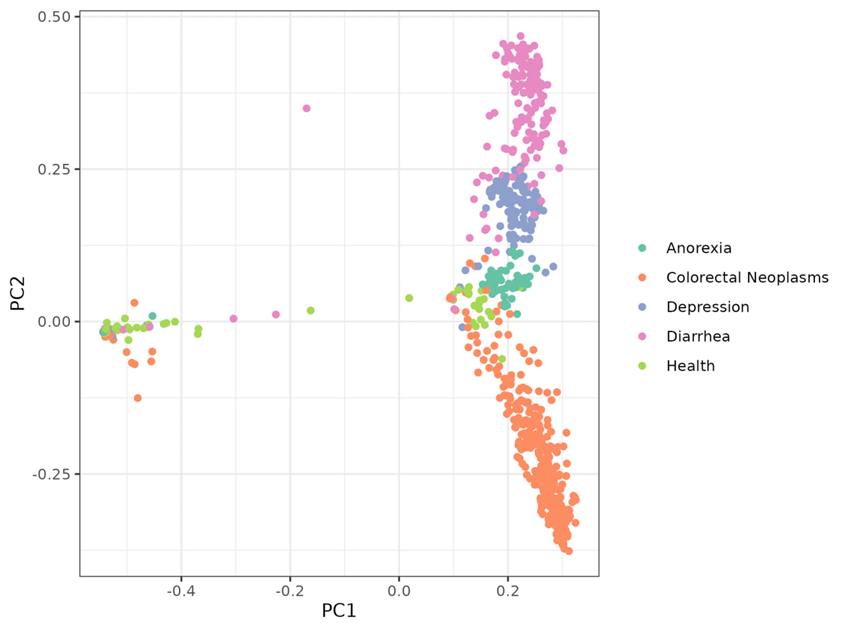 0.50
0.25
0.00
-0.25
PC2
-0.4 -0.2 0.0 0.2
PC1
Anorexia
Colorectal Neoplasms
Depression
Diarrhea
Health